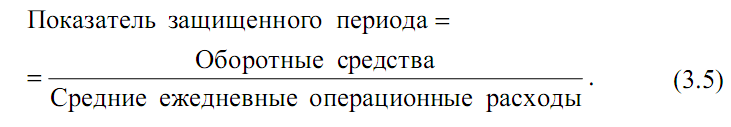 Показатель защищенного периода =
Оборотные средства
= .
Средние ежедневные операционные расходы
(3.5)